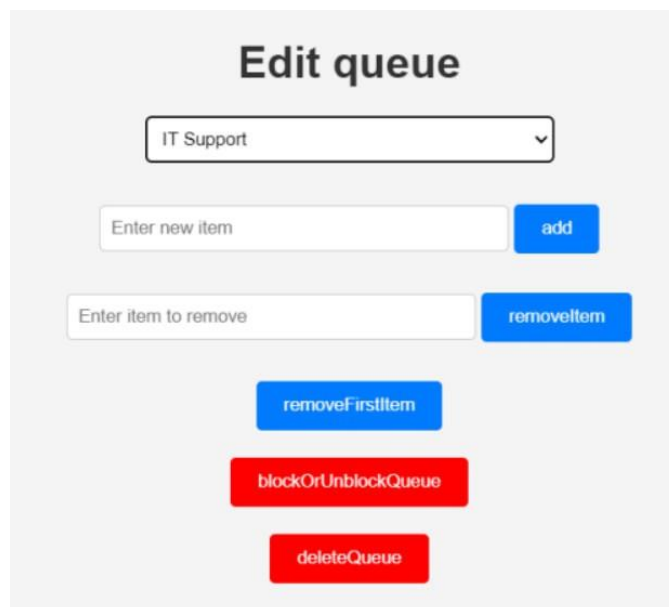 Edit queue
IT Support
Enter new item
add
Enter item to remove
removeItem
removeFirstItem
blockOrUnblockQueue
deleteQueue